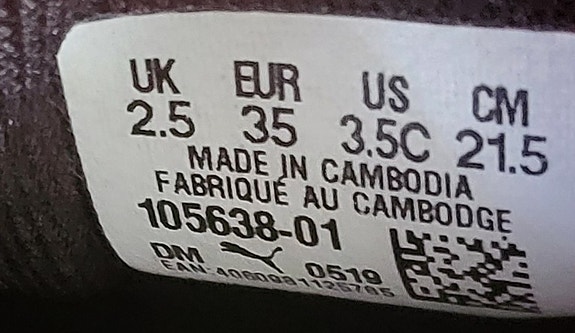 UK EUR US CM
2.5 35 3.5C 21.5
MADE IN CAMBODIA
FABRIQUÉ AU CAMBODGE
105638-01
DM 0519
EAN: